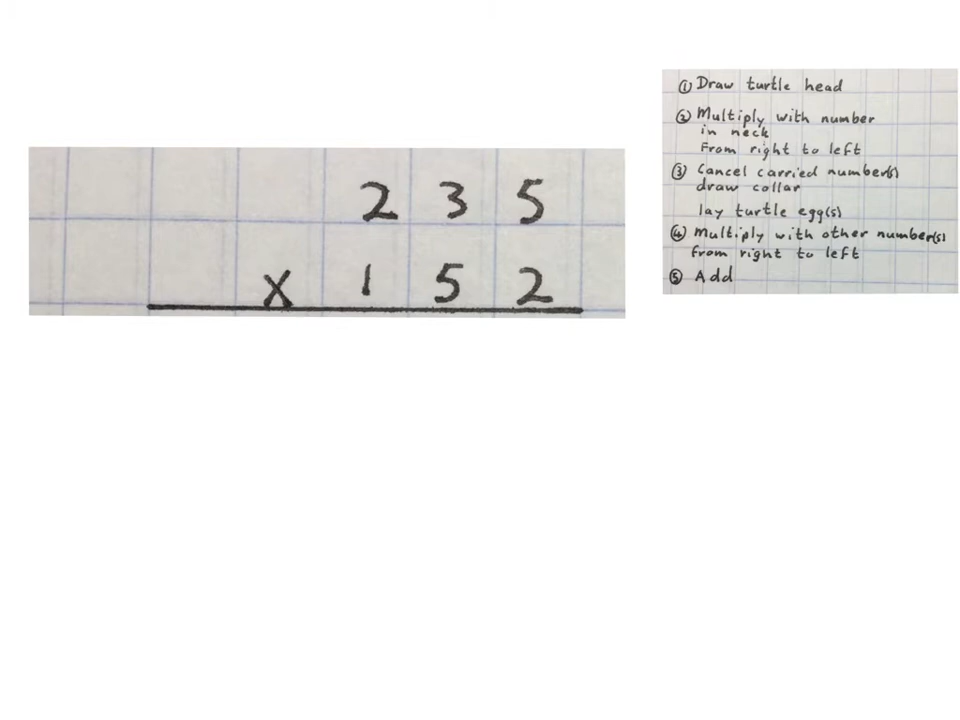 2 3 5
x 1 5 2
① Draw turtle head
② Multiply with number
in neck
From right to left
③ Cancel carried number(s)
draw collar
lay turtle egg(s)
④ Multiply with other number(s)
from right to left
⑤ Add